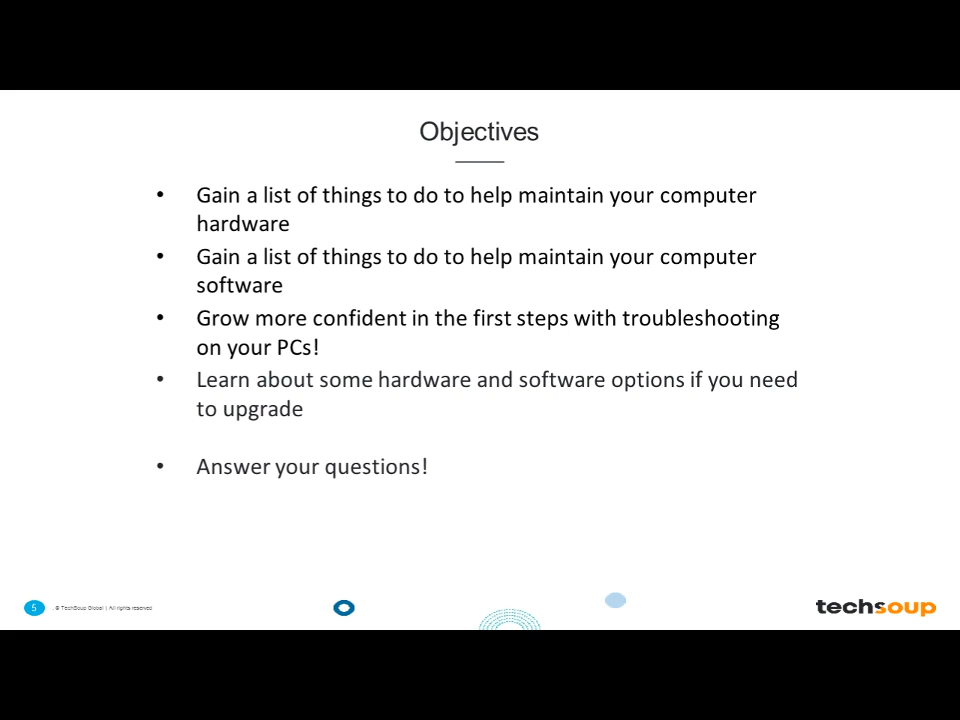 Objectives
• Gain a list of things to do to help maintain your computer
hardware
• Gain a list of things to do to help maintain your computer
software
• Grow more confident in the first steps with troubleshooting
on your PCs!
• Learn about some hardware and software options if you need
to upgrade
• Answer your questions!
5 . © TechSoup Global | All rights reserved
techsoup